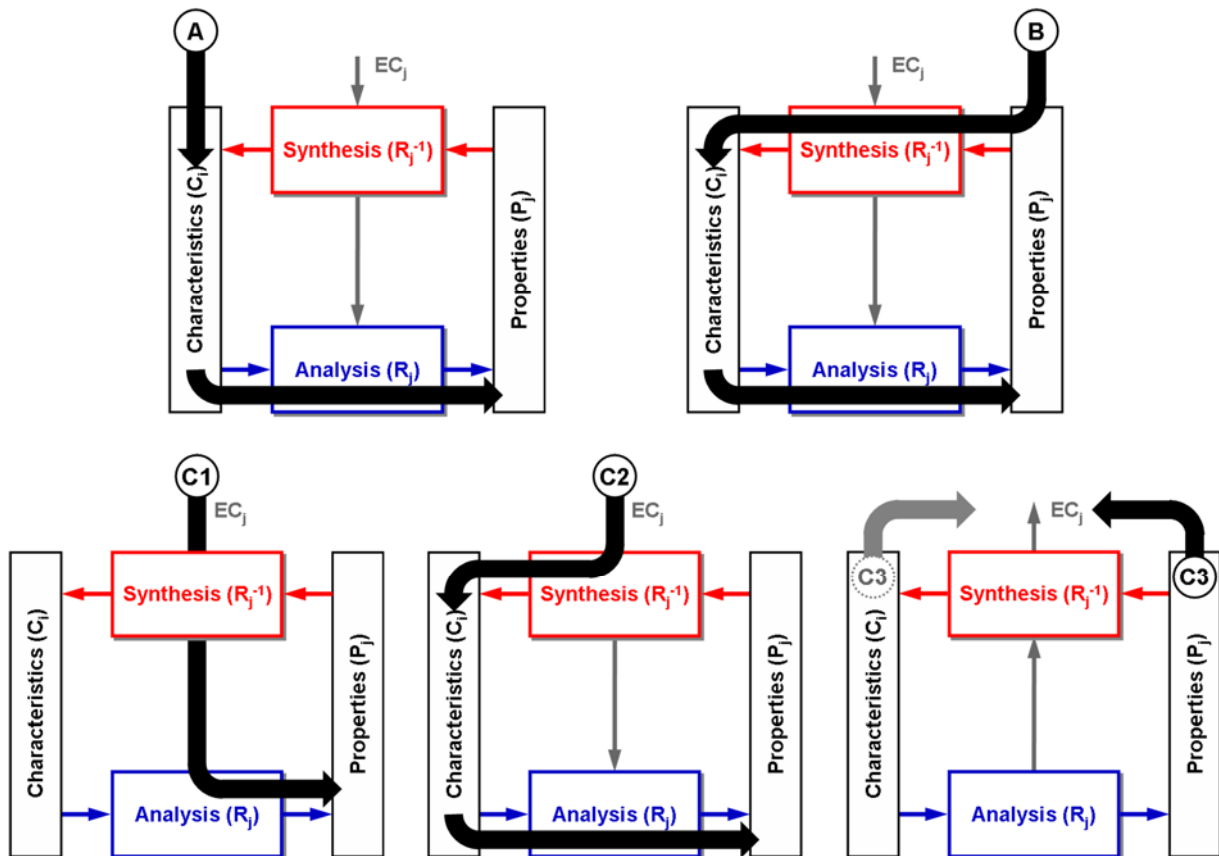 A
EC_j
Synthesis (R_j^-1)
Characteristics (C_i)
Properties (P_j)
Analysis (R_j)
B
EC_j
Synthesis (R_j^-1)
Characteristics (C_i)
Properties (P_j)
Analysis (R_j)
C1
EC_j
Synthesis (R_j^-1)
Characteristics (C_i)
Properties (P_j)
Analysis (R_j)
C2
EC_j
Synthesis (R_j^-1)
Characteristics (C_i)
Properties (P_j)
Analysis (R_j)
EC_j
C3
C3
Synthesis (R_j^-1)
Characteristics (C_i)
Properties (P_j)
Analysis (R_j)